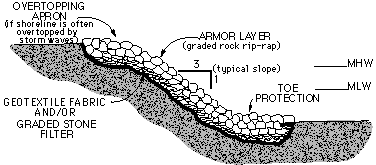 OVERTOPPING
APRON
(if shoreline is often
overtopped by
storm waves)
ARMOR LAYER
(graded rock rip-rap)
3
(typical slope)
1
MHW
MLW
TOE
PROTECTION
GEOTEXTILE FABRIC
AND/OR
GRADED STONE
FILTER